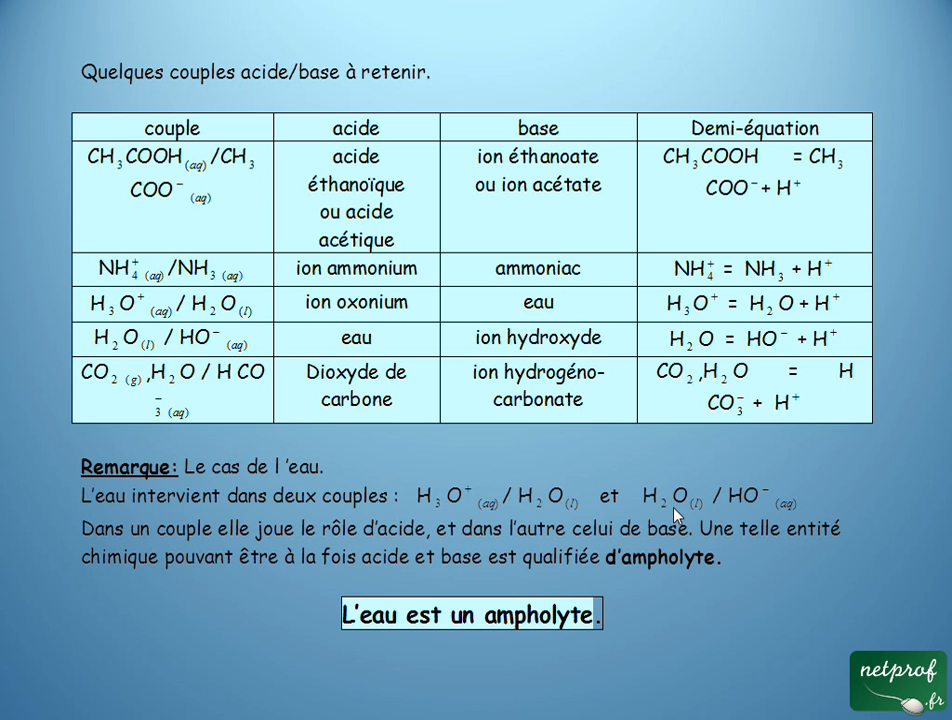 Quelques couples acide/base à retenir.
couple acide base Demi-équation
CH₃COOH (aq) /CH₃ acide ion éthanoate CH₃COOH = CH₃
COO⁻ (aq) éthanoïque ou ion acétate COO⁻ + H⁺
ou acide
acétique
NH₄⁺ (aq) /NH₃ (aq) ion ammonium ammoniac NH₄⁺ = NH₃ + H⁺
H₃O⁺ (aq) / H₂O (l) ion oxonium eau H₃O⁺ = H₂O + H⁺
H₂O (l) / HO⁻ (aq) eau ion hydroxyde H₂O = HO⁻ + H⁺
CO₂ (g) ,H₂O / H CO Dioxyde de ion hydrogéno- CO₂ ,H₂O = H
₃⁻ (aq) carbone carbonate CO₃⁻ + H⁺
Remarque: Le cas de l 'eau.
L'eau intervient dans deux couples : H₃O⁺ (aq) / H₂O (l) et H₂O (l) / HO⁻ (aq)
Dans un couple elle joue le rôle d'acide, et dans l'autre celui de base. Une telle entité
chimique pouvant être à la fois acide et base est qualifiée d'ampholyte.
L'eau est un ampholyte.
netprof
.fr